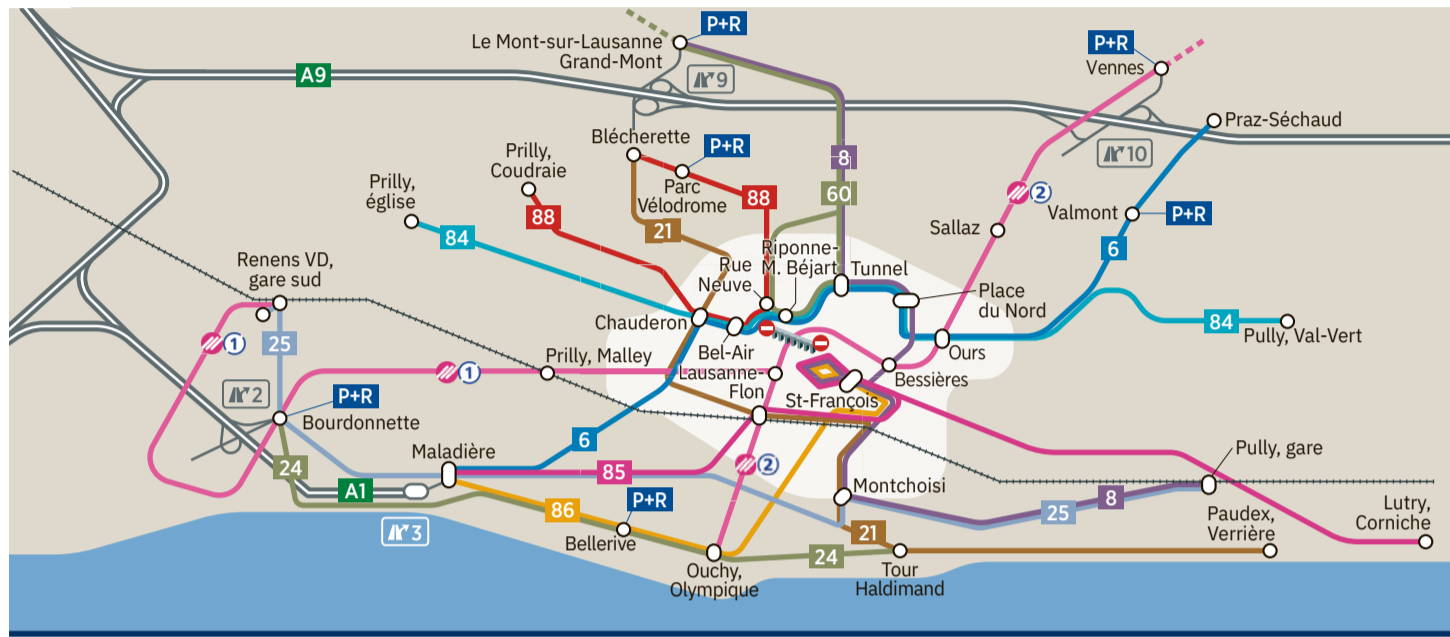 Le Mont-sur-Lausanne
Grand-Mont
P+R
P+R
Vennes
A9
9
10
Praz-Séchaud
Blécherette
P+R
Parc
Vélodrome
Prilly,
Coudraie
Prilly,
église
8
60
88
88
21
84
2
Sallaz
Valmont
P+R
6
Renens VD,
gare sud
Rue
Neuve
Riponne-
M. Béjart
Tunnel
Place
du Nord
Chauderon
Bel-Air
Ours
84
Pully, Val-Vert
1
25
Prilly, Malley
1
Lausanne-
Flon
Bessières
St-François
2
P+R
Bourdonnette
Maladière
6
85
2
24
A1
3
86
P+R
Bellerive
Ouchy,
Olympique
24
Montchoisi
21
Tour
Haldimand
25
8
Pully, gare
Paudex,
Verrière
Lutry,
Corniche